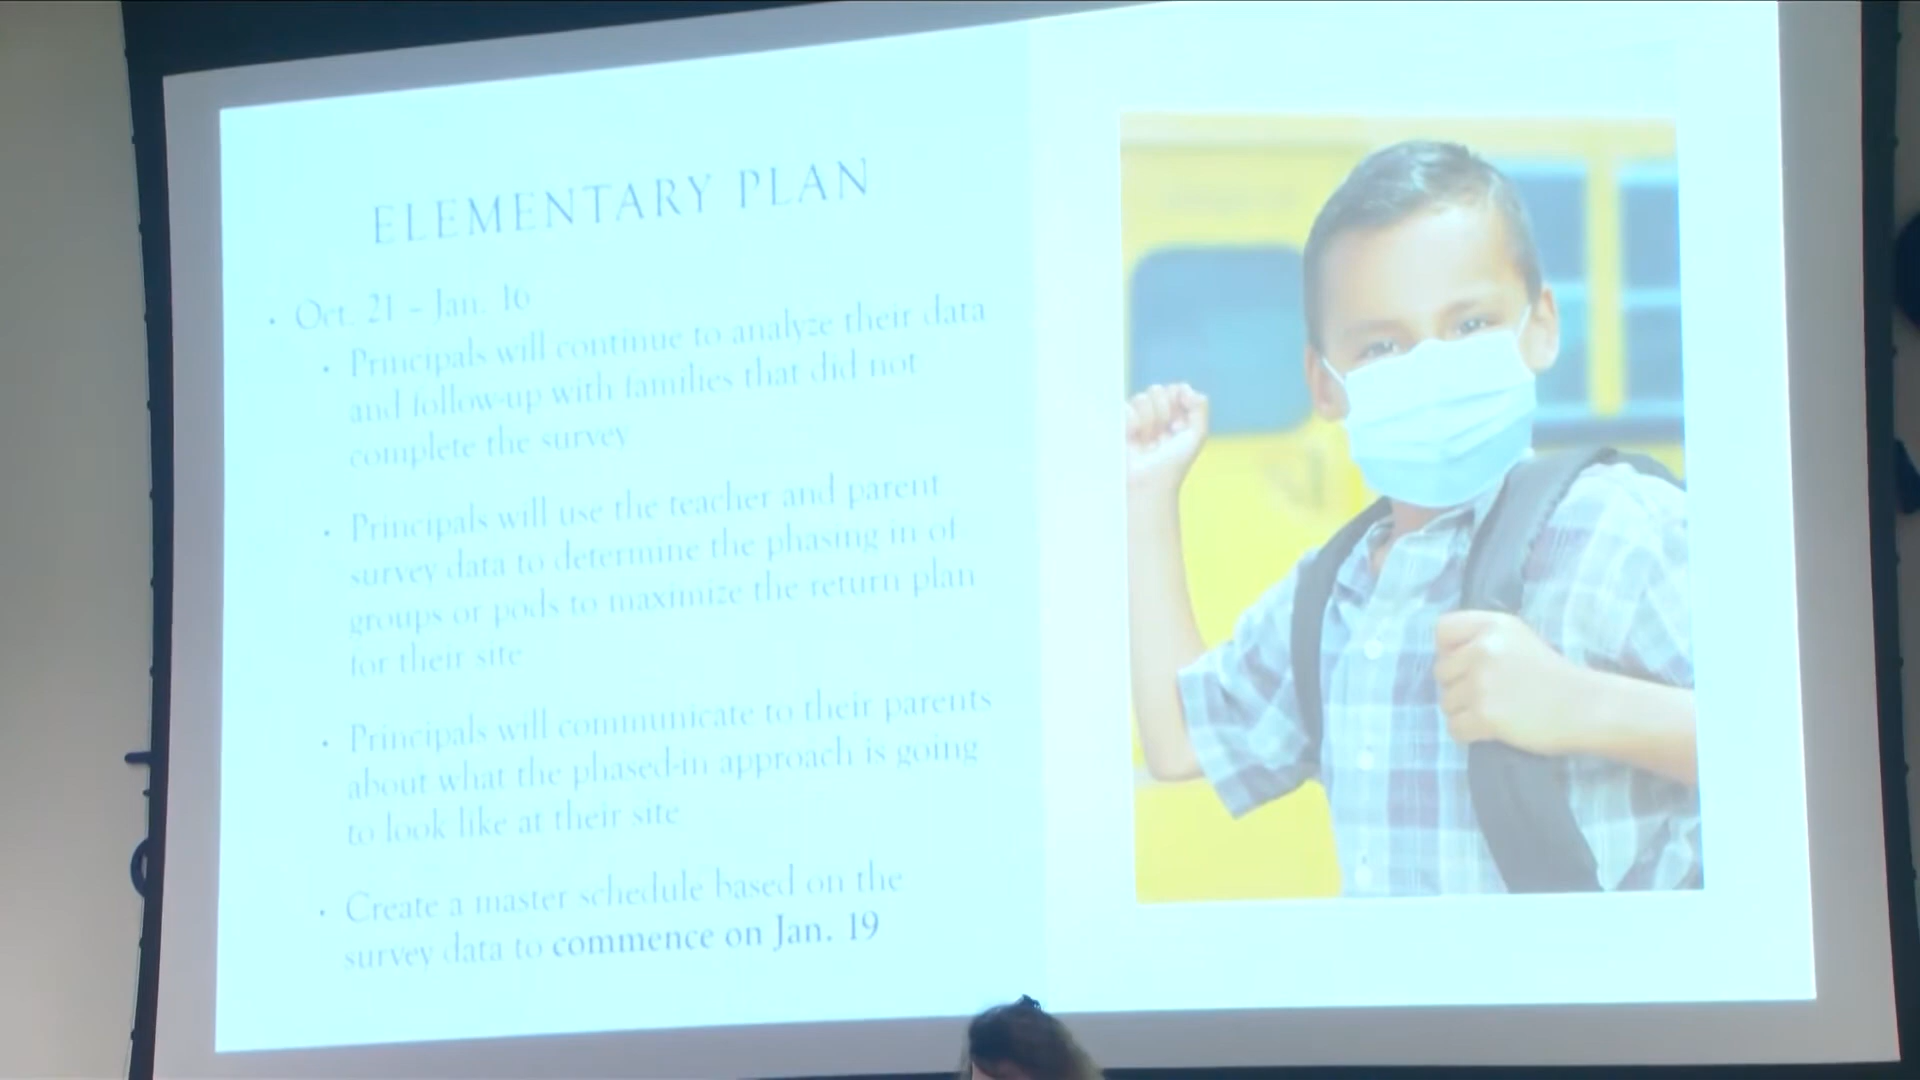 ELEMENTARY PLAN
• Oct. 21 – Jan. 16
• Principals will continue to analyze their data
and follow-up with families that did not
complete the survey
• Principals will use the teacher and parent
survey data to determine the phasing in of
groups or pods to maximize the return plan
for their site
• Principals will communicate to their parents
about what the phased-in approach is going
to look like at their site
• Create a master schedule based on the
survey data to commence on Jan. 19